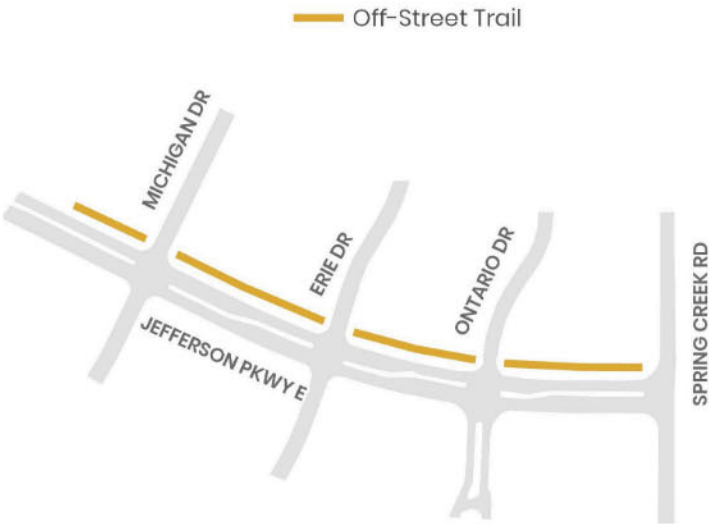 Off-Street Trail
MICHIGAN DR
ERIE DR
ONTARIO DR
SPRING CREEK RD
JEFFERSON PKWY E